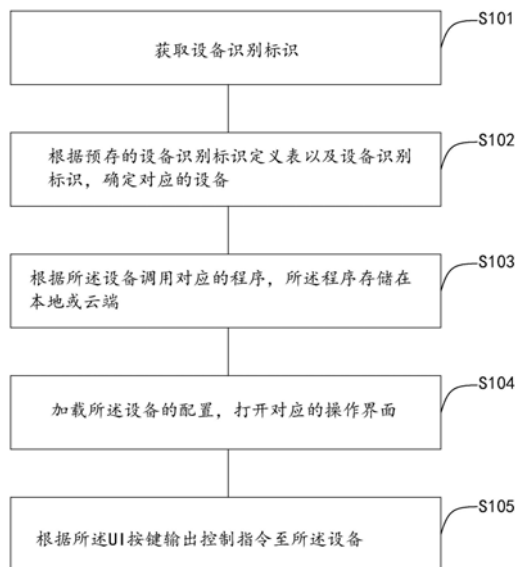 S101
获取设备识别标识
S102
根据预存的设备识别标识定义表以及设备识别
标识，确定对应的设备
S103
根据所述设备调用对应的程序，所述程序存储在
本地或云端
S104
加载所述设备的配置，打开对应的操作界面
S105
根据所述UI按键输出控制指令至所述设备